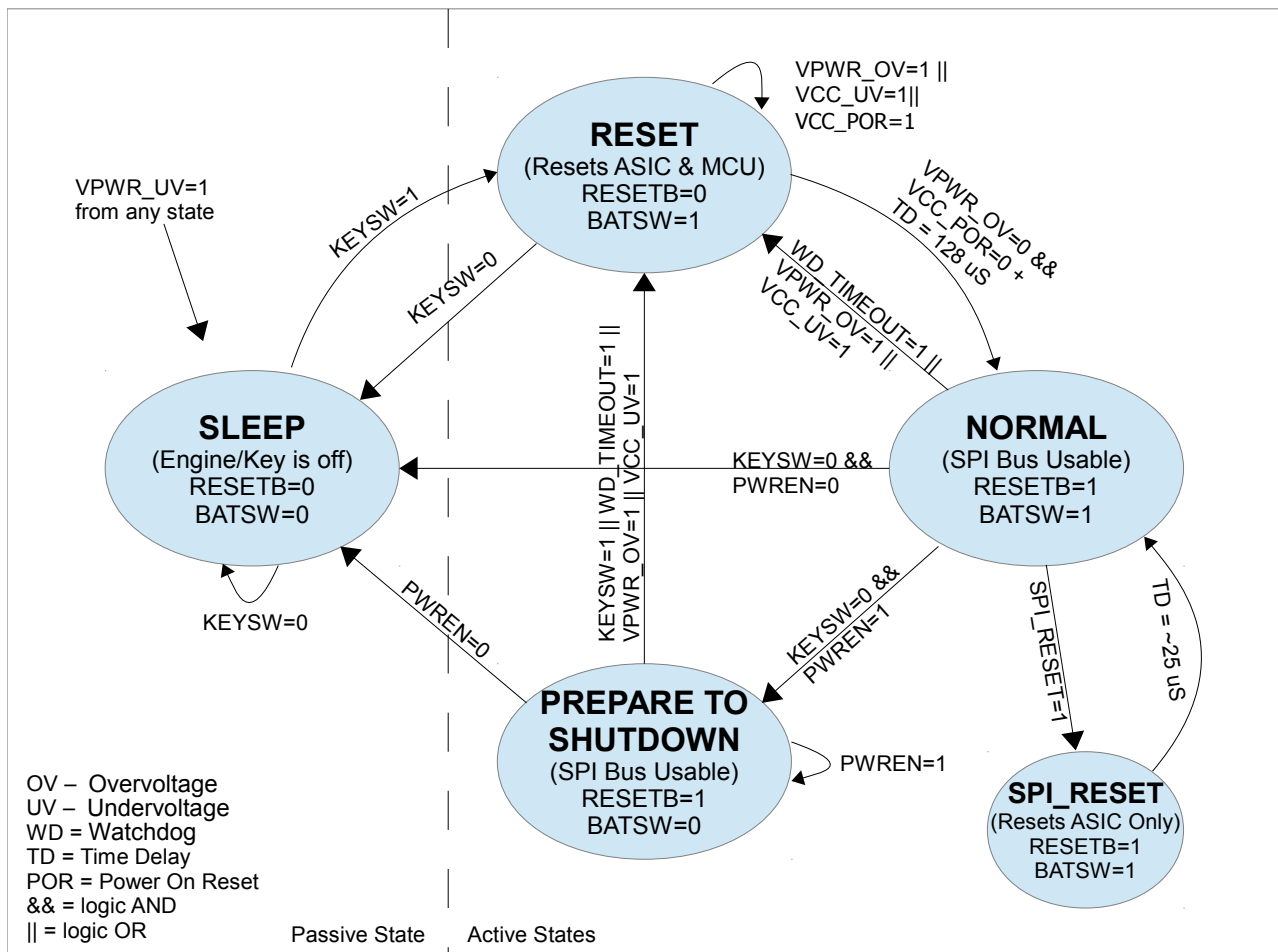 VPWR_OV=1 ||
VCC_UV=1||
VCC_POR=1
RESET
(Resets ASIC & MCU)
RESETB=0
BATSW=1
VPWR_UV=1
from any state
KEYSW=1
KEYSW=0
VPWR_OV=0 &&
VCC_POR=0 +
TD = 128 uS
WD_TIMEOUT=1 ||
VPWR_OV=1 ||
VCC_UV=1
SLEEP
(Engine/Key is off)
RESETB=0
BATSW=0
KEYSW=0
KEYSW=1 || WD_TIMEOUT=1 ||
VPWR_OV=1 || VCC_UV=1
KEYSW=0 &&
PWREN=0
NORMAL
(SPI Bus Usable)
RESETB=1
BATSW=1
PWREN=0
KEYSW=0 &&
PWREN=1
SPI_RESET=1
TD = ~25 uS
PREPARE TO
SHUTDOWN
(SPI Bus Usable)
RESETB=1
BATSW=0
PWREN=1
SPI_RESET
(Resets ASIC Only)
RESETB=1
BATSW=1
OV – Overvoltage
UV – Undervoltage
WD = Watchdog
TD = Time Delay
POR = Power On Reset
&& = logic AND
|| = logic OR
Passive State
Active States